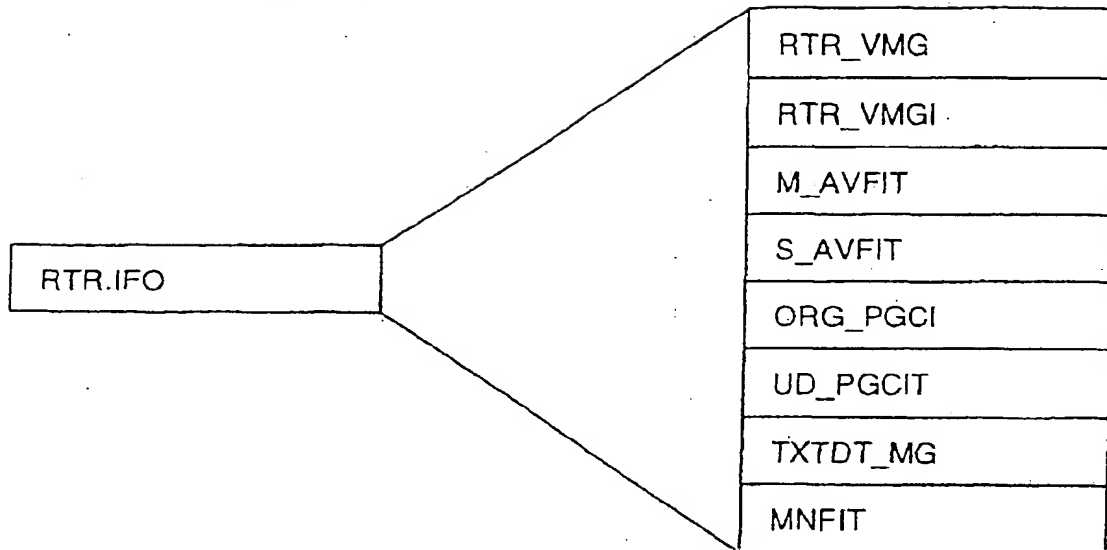 RTR.IFO
RTR_VMG
RTR_VMGI
M_AVFIT
S_AVFIT
ORG_PGCI
UD_PGCIT
TXTDT_MG
MNFIT